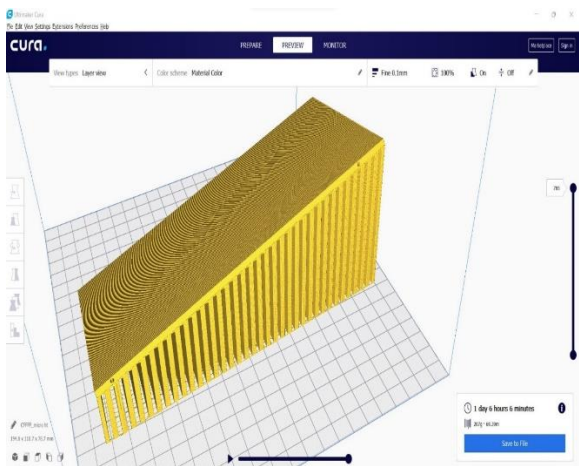 Ultimaker Cura
File Edit View Settings Extensions Preferences Help
cura.
PREPARE PREVIEW MONITOR
Marketplace Sign in
View types Layer view
Color scheme Material Color
Fine 0.1mm 100% On Off
1 day 6 hours 6 minutes
Save to File